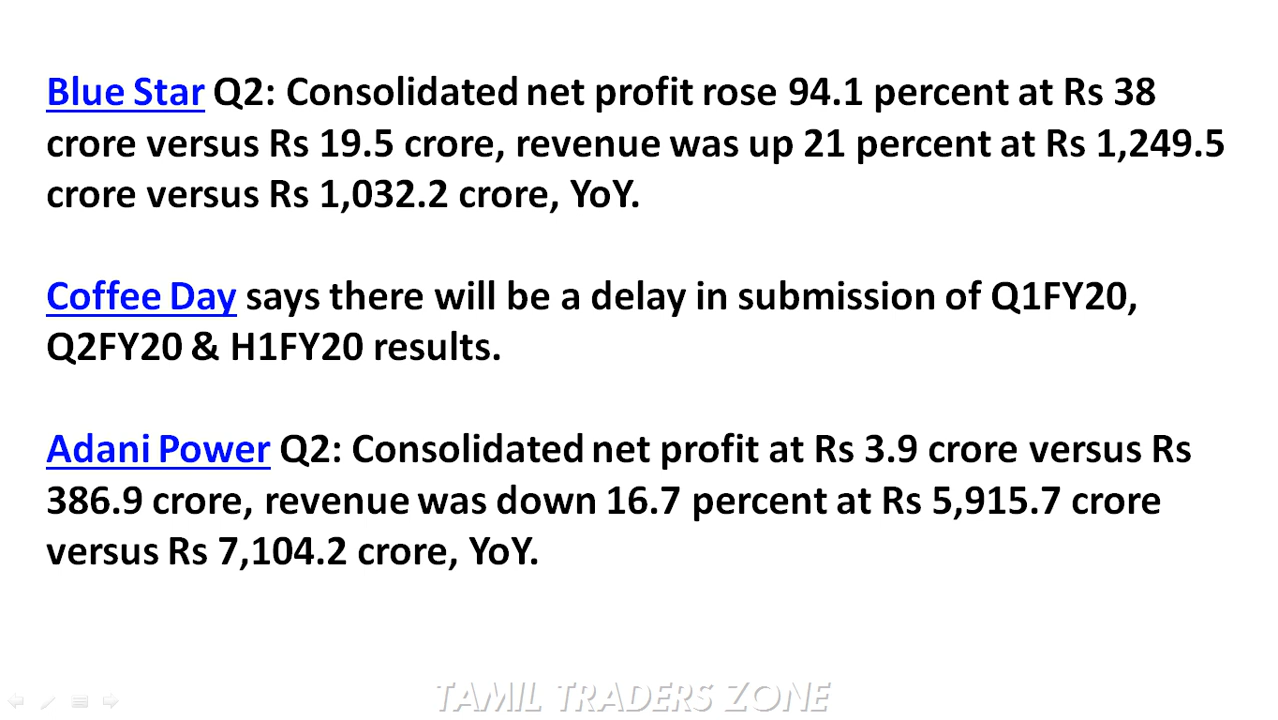 Blue Star Q2: Consolidated net profit rose 94.1 percent at Rs 38
crore versus Rs 19.5 crore, revenue was up 21 percent at Rs 1,249.5
crore versus Rs 1,032.2 crore, YoY.
Coffee Day says there will be a delay in submission of Q1FY20,
Q2FY20 & H1FY20 results.
Adani Power Q2: Consolidated net profit at Rs 3.9 crore versus Rs
386.9 crore, revenue was down 16.7 percent at Rs 5,915.7 crore
versus Rs 7,104.2 crore, YoY.
TAMIL TRADERS ZONE